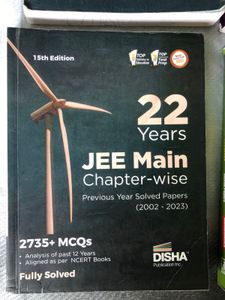 15th Edition
22
Years
JEE Main
Chapter-wise
Previous Year Solved Papers
(2002 - 2023)
2735+ MCQs
• Analysis of past 12 Years
• Aligned as per NCERT Books
Fully Solved
DISHA
Publication Inc.